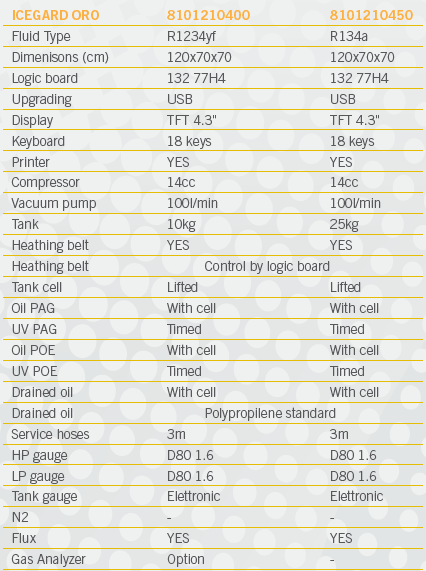 ICEGARD ORO 8101210400 8101210450
Fluid Type R1234yf R134a
Dimenisons (cm) 120x70x70 120x70x70
Logic board 132 77H4 132 77H4
Upgrading USB USB
Display TFT 4.3" TFT 4.3"
Keyboard 18 keys 18 keys
Printer YES YES
Compressor 14cc 14cc
Vacuum pump 100l/min 100l/min
Tank 10kg 25kg
Heathing belt YES YES
Heathing belt Control by logic board
Tank cell Lifted Lifted
Oil PAG With cell With cell
UV PAG Timed Timed
Oil POE With cell With cell
UV POE Timed Timed
Drained oil With cell With cell
Drained oil Polypropilene standard
Service hoses 3m 3m
HP gauge D80 1.6 D80 1.6
LP gauge D80 1.6 D80 1.6
Tank gauge Elettronic Elettronic
N2 - -
Flux YES YES
Gas Analyzer Option -